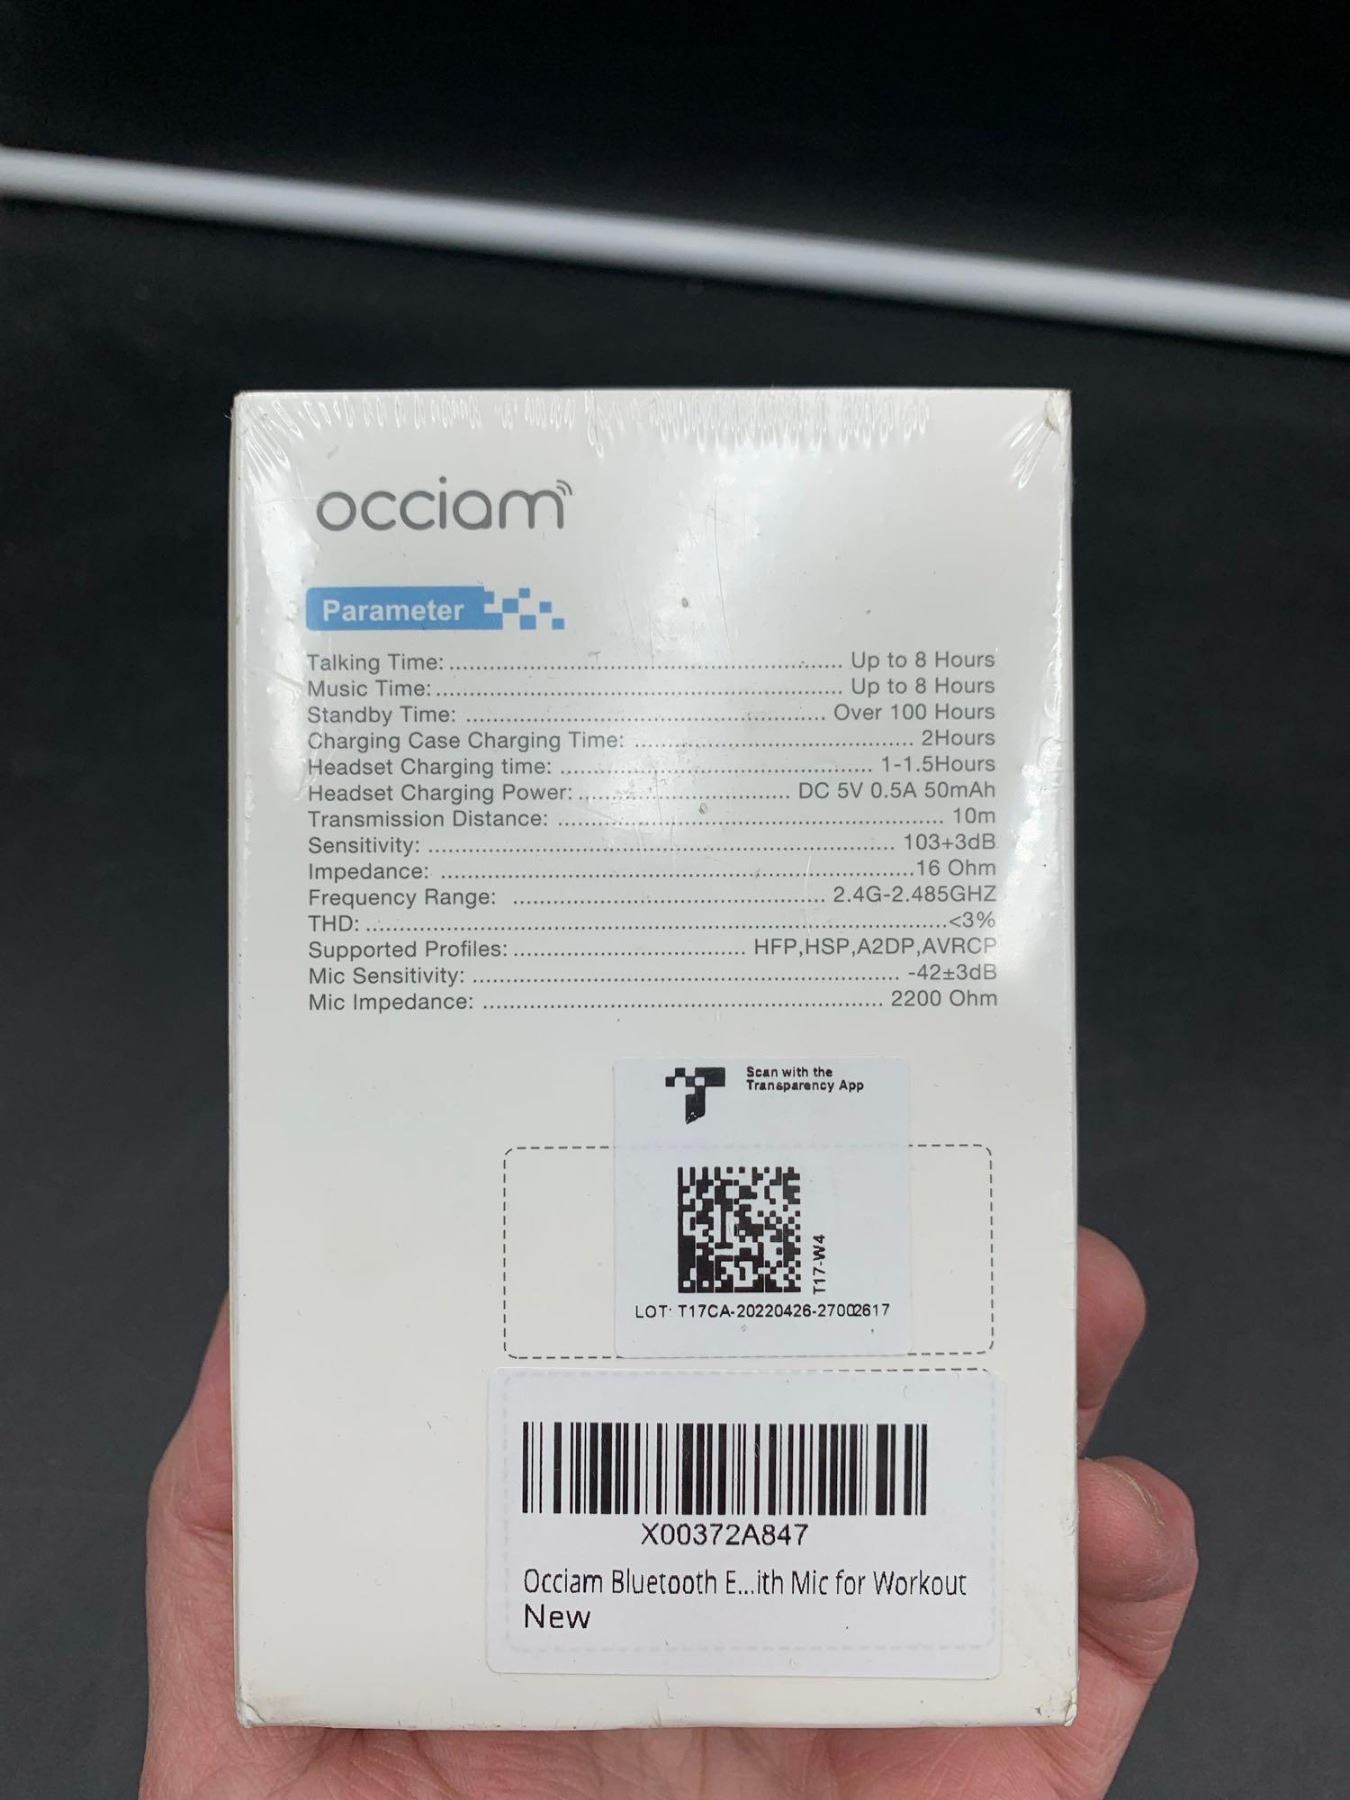 occiam
Parameter
Talking Time: ........................................................... Up to 8 Hours
Music Time: ............................................................. Up to 8 Hours
Standby Time: ...................................................... Over 100 Hours
Charging Case Charging Time: .......................................... 2Hours
Headset Charging time: ............................................... 1-1.5Hours
Headset Charging Power: ................................ DC 5V 0.5A 50mAh
Transmission Distance: .......................................................... 10m
Sensitivity: ...................................................................... 103+3dB
Impedance: .......................................................................16 Ohm
Frequency Range: ............................................... 2.4G-2.485GHZ
THD: .......................................................................................<3%
Supported Profiles: ................................... HFP,HSP,A2DP,AVRCP
Mic Sensitivity: ................................................................ -42±3dB
Mic Impedance: ............................................................ 2200 Ohm
Scan with the
Transparency App
T17-W4
LOT: T17CA-20220426-27002617
X00372A847
Occiam Bluetooth E...ith Mic for Workout
New